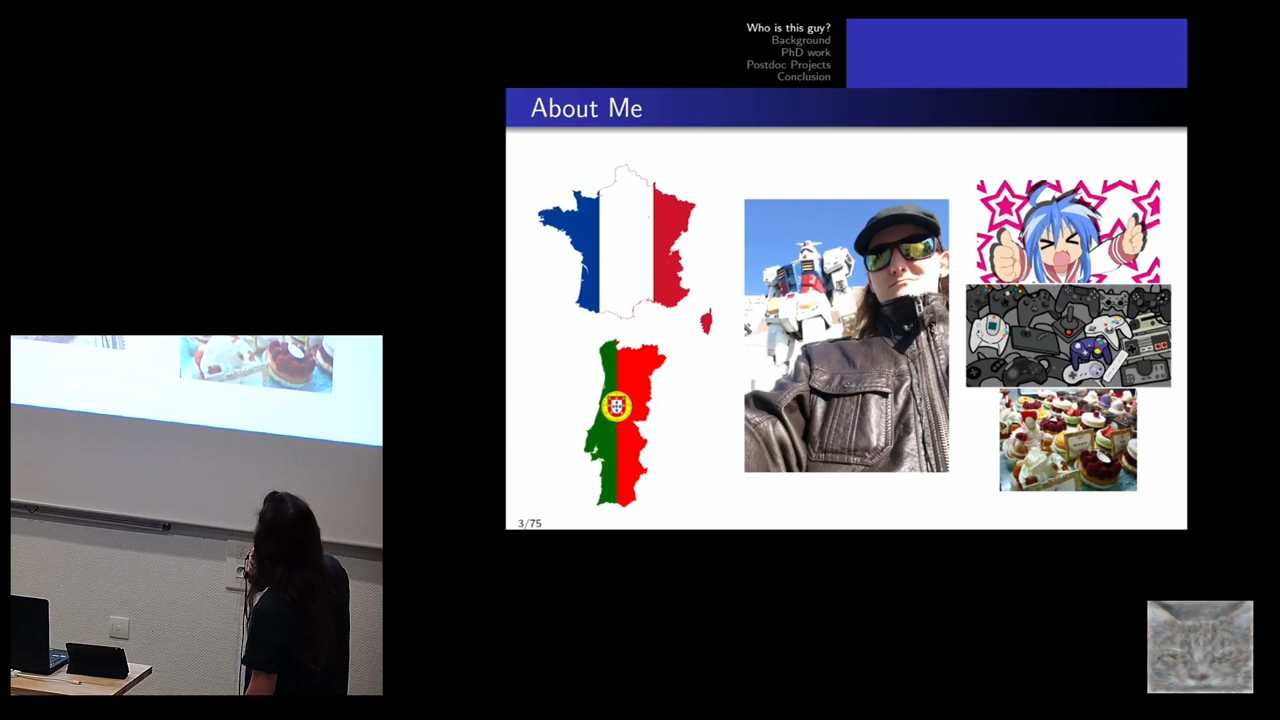 Who is this guy?
Background
PhD work
Postdoc Projects
Conclusion
About Me
3/75